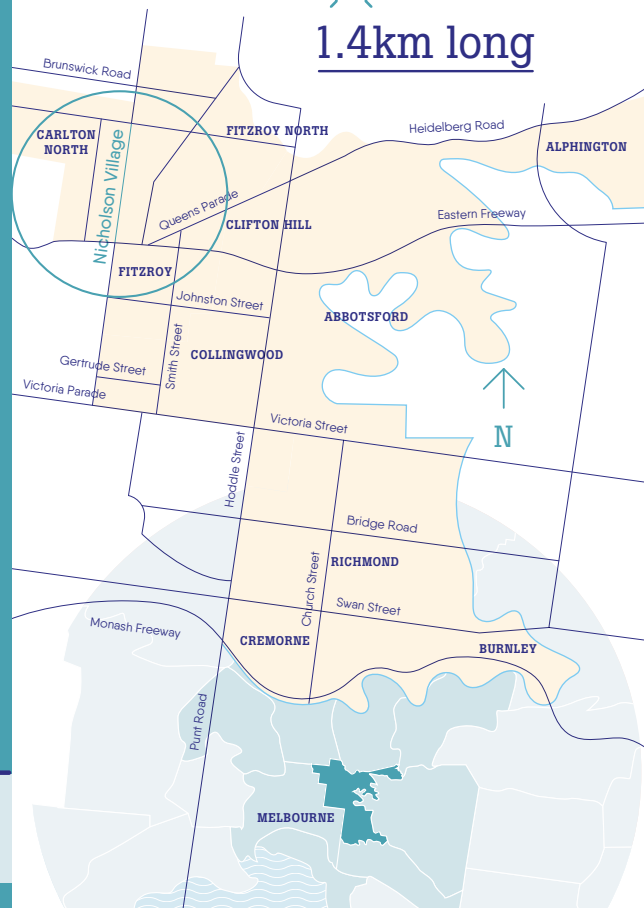 1.4km long
Brunswick Road
CARLTON
NORTH
Nicholson Village
FITZROY NORTH
Heidelberg Road
ALPHINGTON
Queens Parade
CLIFTON HILL
Eastern Freeway
FITZROY
Johnston Street
ABBOTSFORD
Smith Street
COLLINGWOOD
Gertrude Street
Victoria Parade
Victoria Street
N
Hoddle Street
Bridge Road
Church Street
RICHMOND
Swan Street
Monash Freeway
CREMORNE
BURNLEY
Punt Road
MELBOURNE